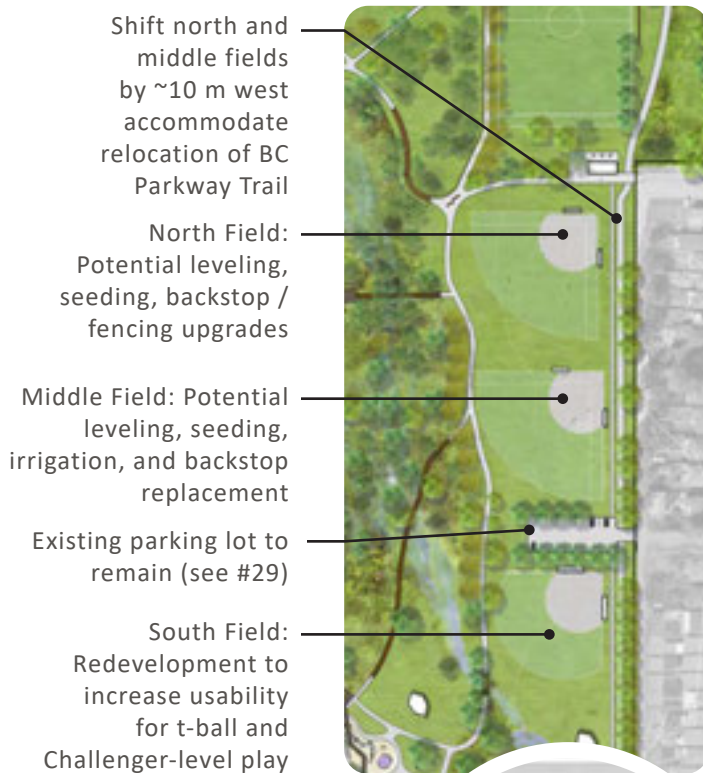 Shift north and
middle fields
by ~10 m west
accommodate
relocation of BC
Parkway Trail
North Field:
Potential leveling,
seeding, backstop /
fencing upgrades
Middle Field: Potential
leveling, seeding,
irrigation, and backstop
replacement
Existing parking lot to
remain (see #29)
South Field:
Redevelopment to
increase usability
for t-ball and
Challenger-level play